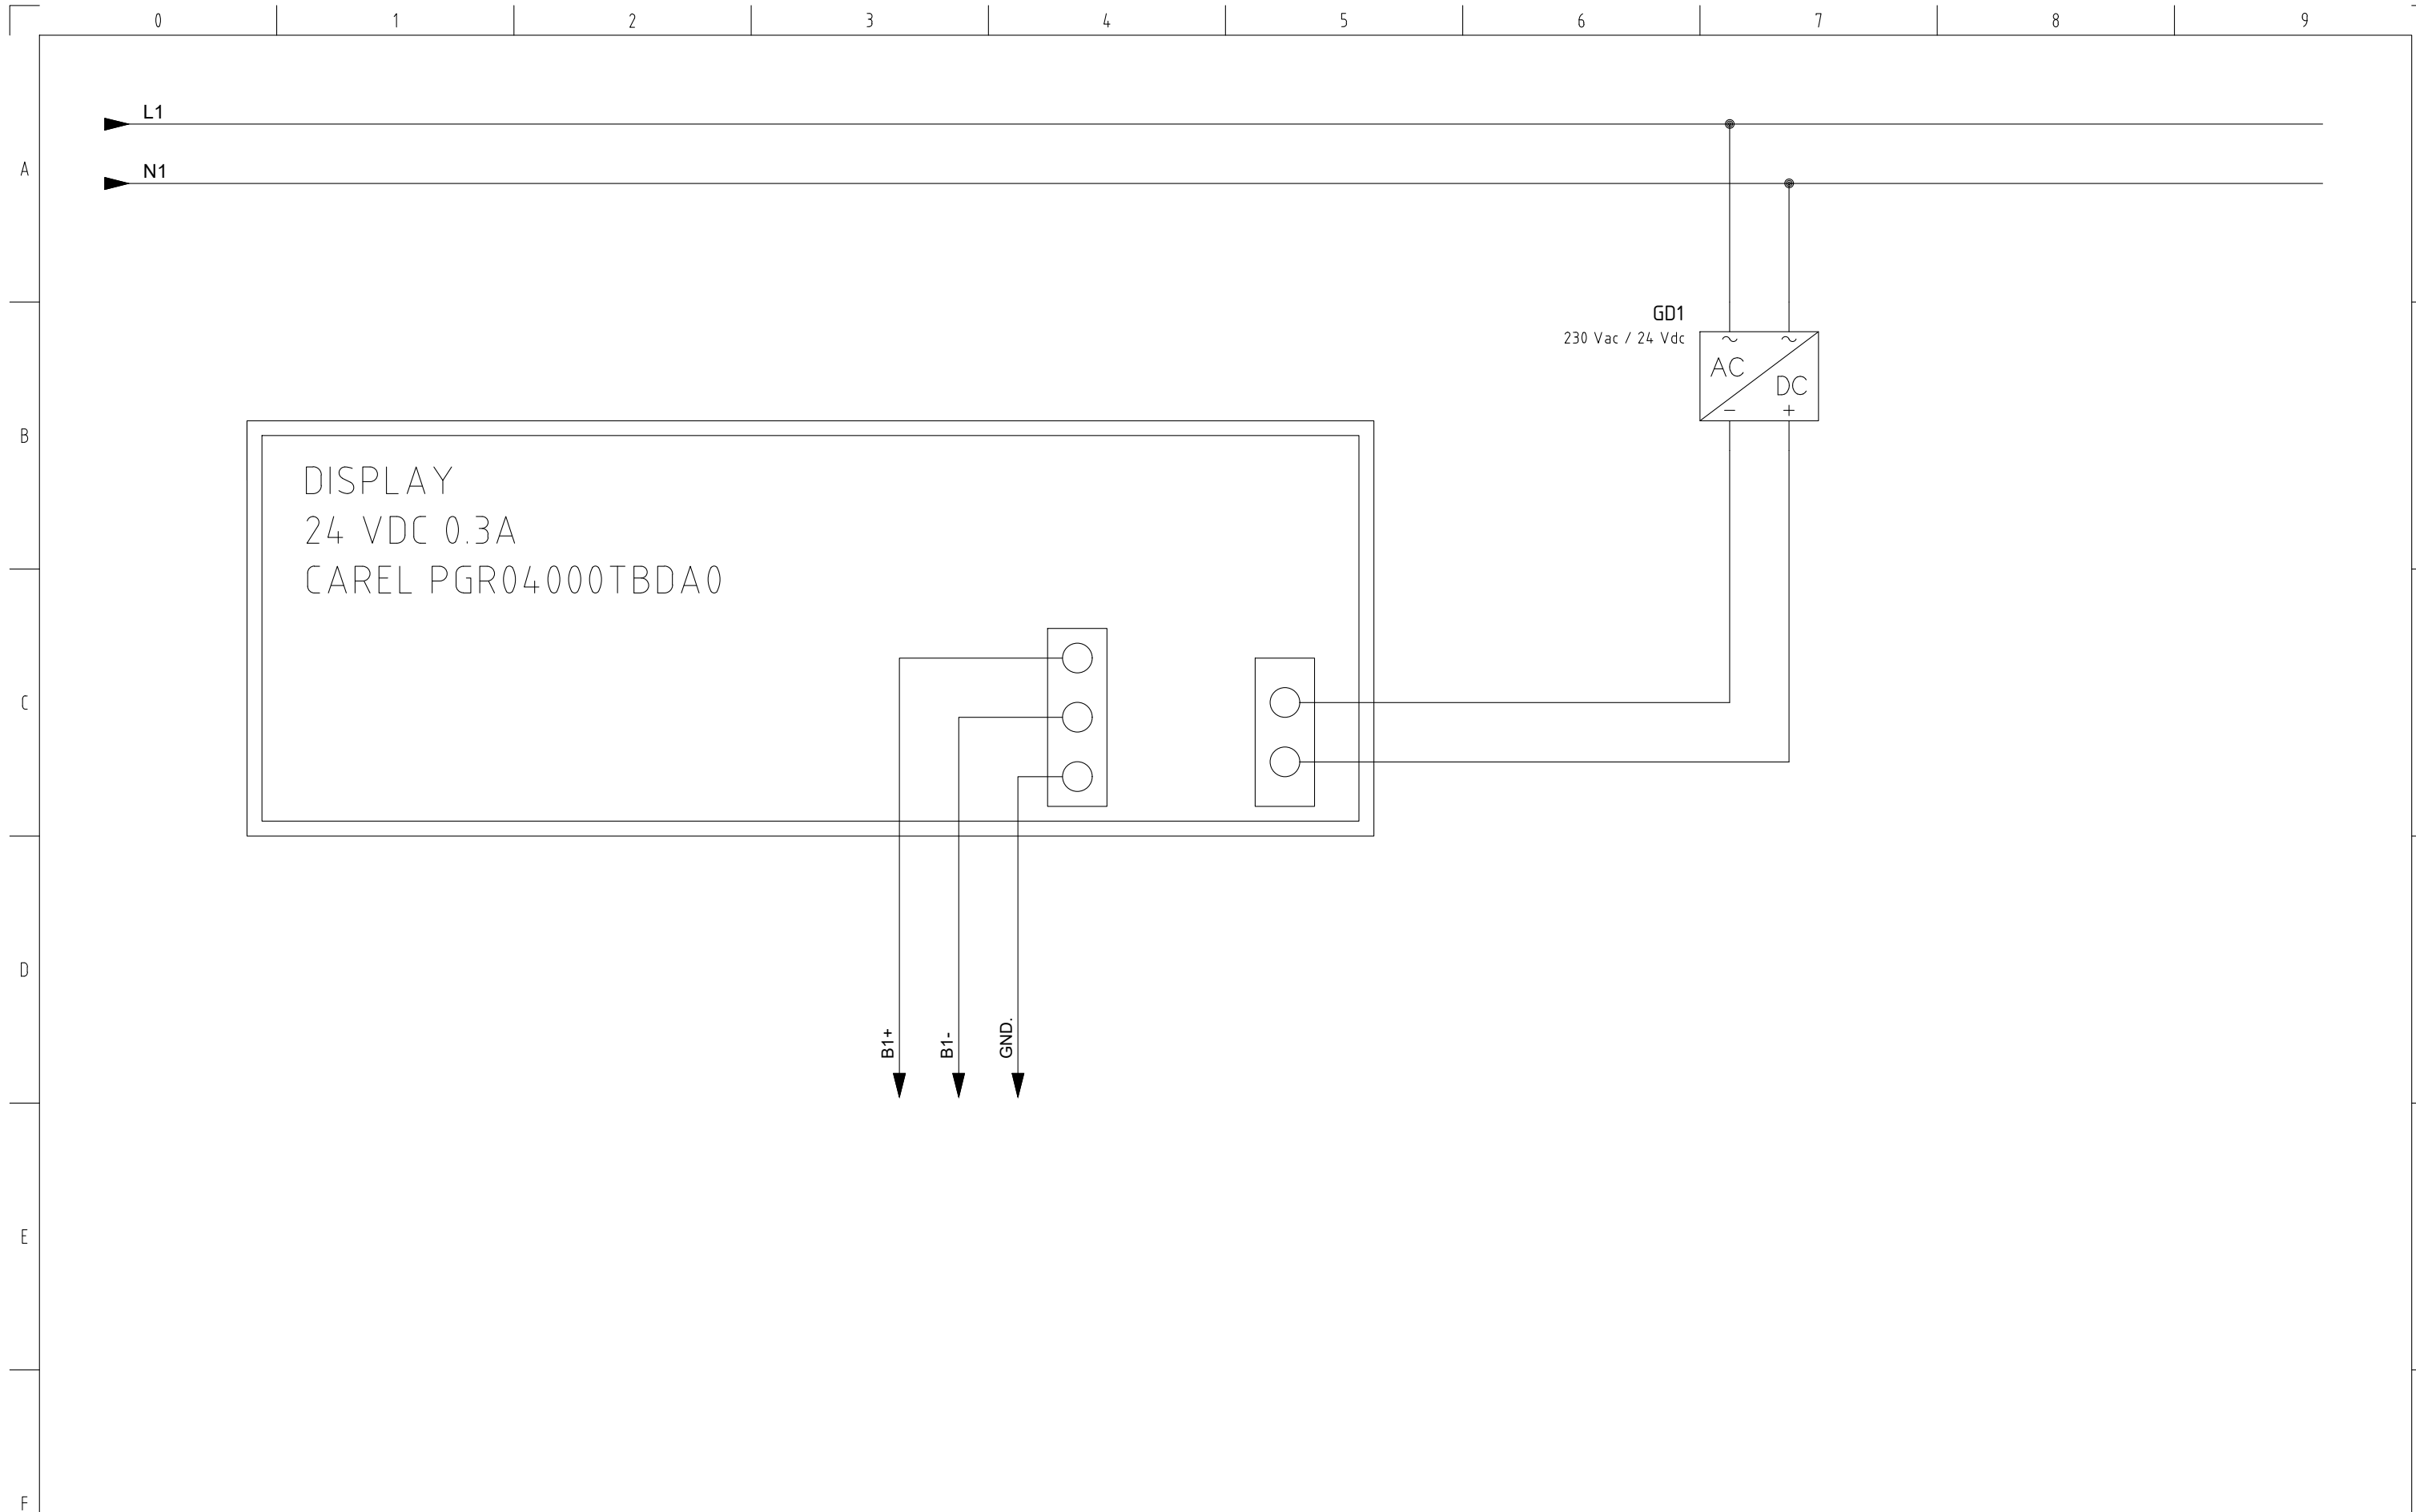 0 1 2 3 4 5 6 7 8 9
L1
A
N1
GD1
230 Vac / 24 Vdc
AC
DC
- +
B
DISPLAY
24 VDC 0.3A
CAREL PGR04000TBDA0
C
D
B1+
B1-
GND.
E
F